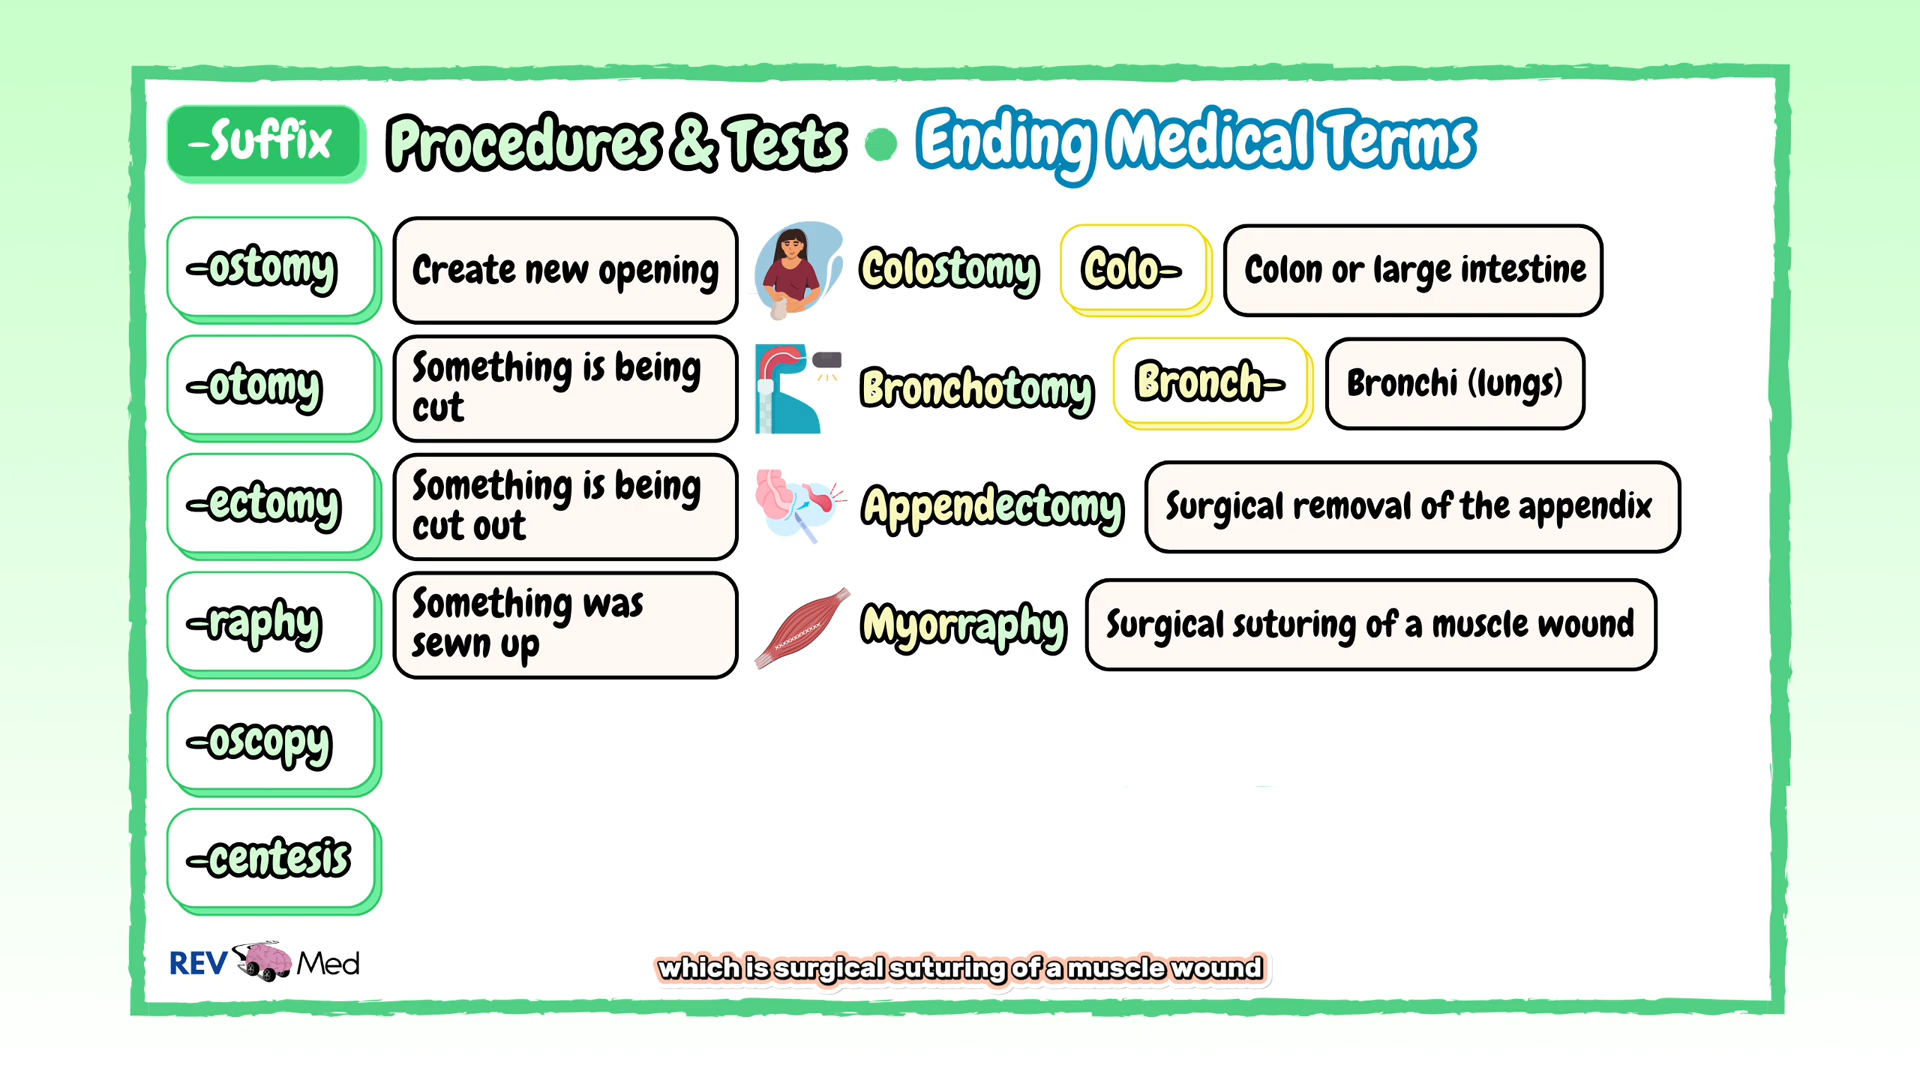 -Suffix Procedures & Tests • Ending Medical Terms
-ostomy Create new opening Colostomy Colo- Colon or large intestine
-otomy Something is being cut Bronchotomy Bronch- Bronchi (lungs)
-ectomy Something is being cut out Appendectomy Surgical removal of the appendix
-raphy Something was sewn up Myorraphy Surgical suturing of a muscle wound
-oscopy
-centesis
REV Med
which is surgical suturing of a muscle wound